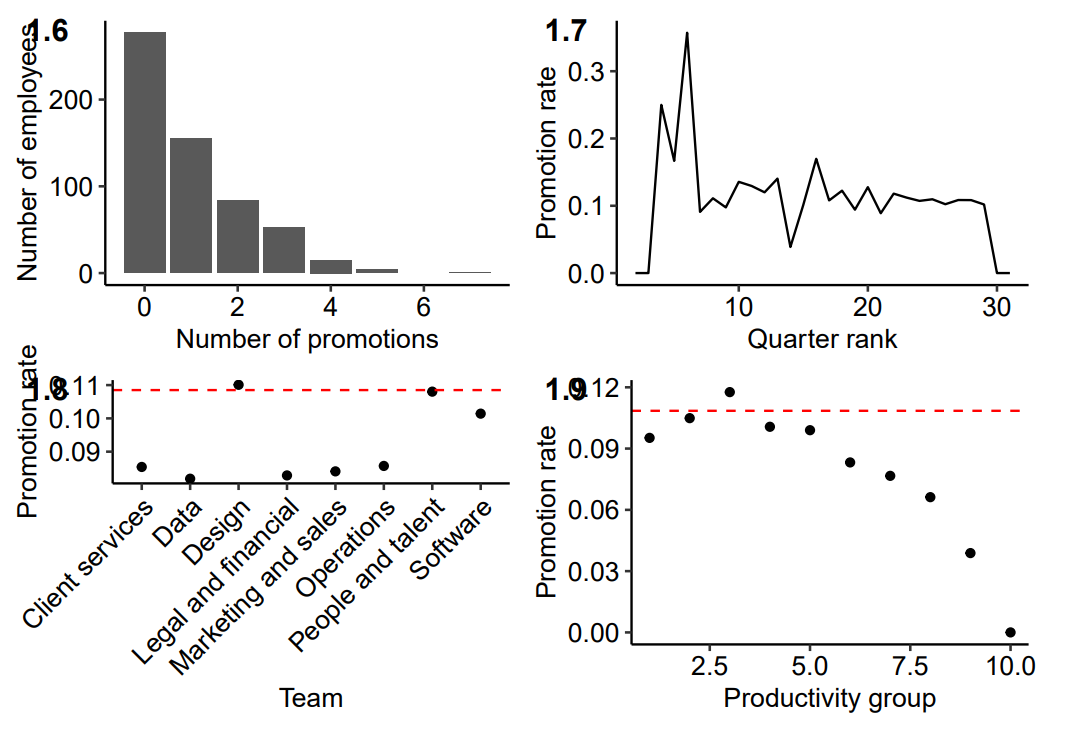 1.6
Number of employees
200
100
0
0 2 4 6
Number of promotions
1.7
Promotion rate
0.3
0.2
0.1
0.0
10 20 30
Quarter rank
1.8
Promotion rate
0.11
0.10
0.09
Client services
Data
Design
Legal and financial
Marketing and sales
Operations
People and talent
Software
Team
1.9
Promotion rate
0.12
0.09
0.06
0.03
0.00
2.5 5.0 7.5 10.0
Productivity group